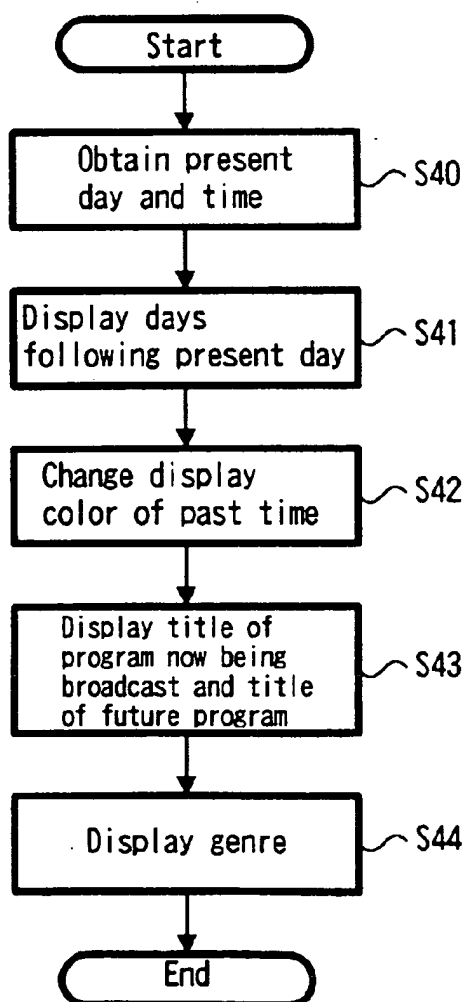 Start
Obtain present
day and time
S40
Display days
following present day
S41
Change display
color of past time
S42
Display title of
program now being
broadcast and title
of future program
S43
Display genre
S44
End